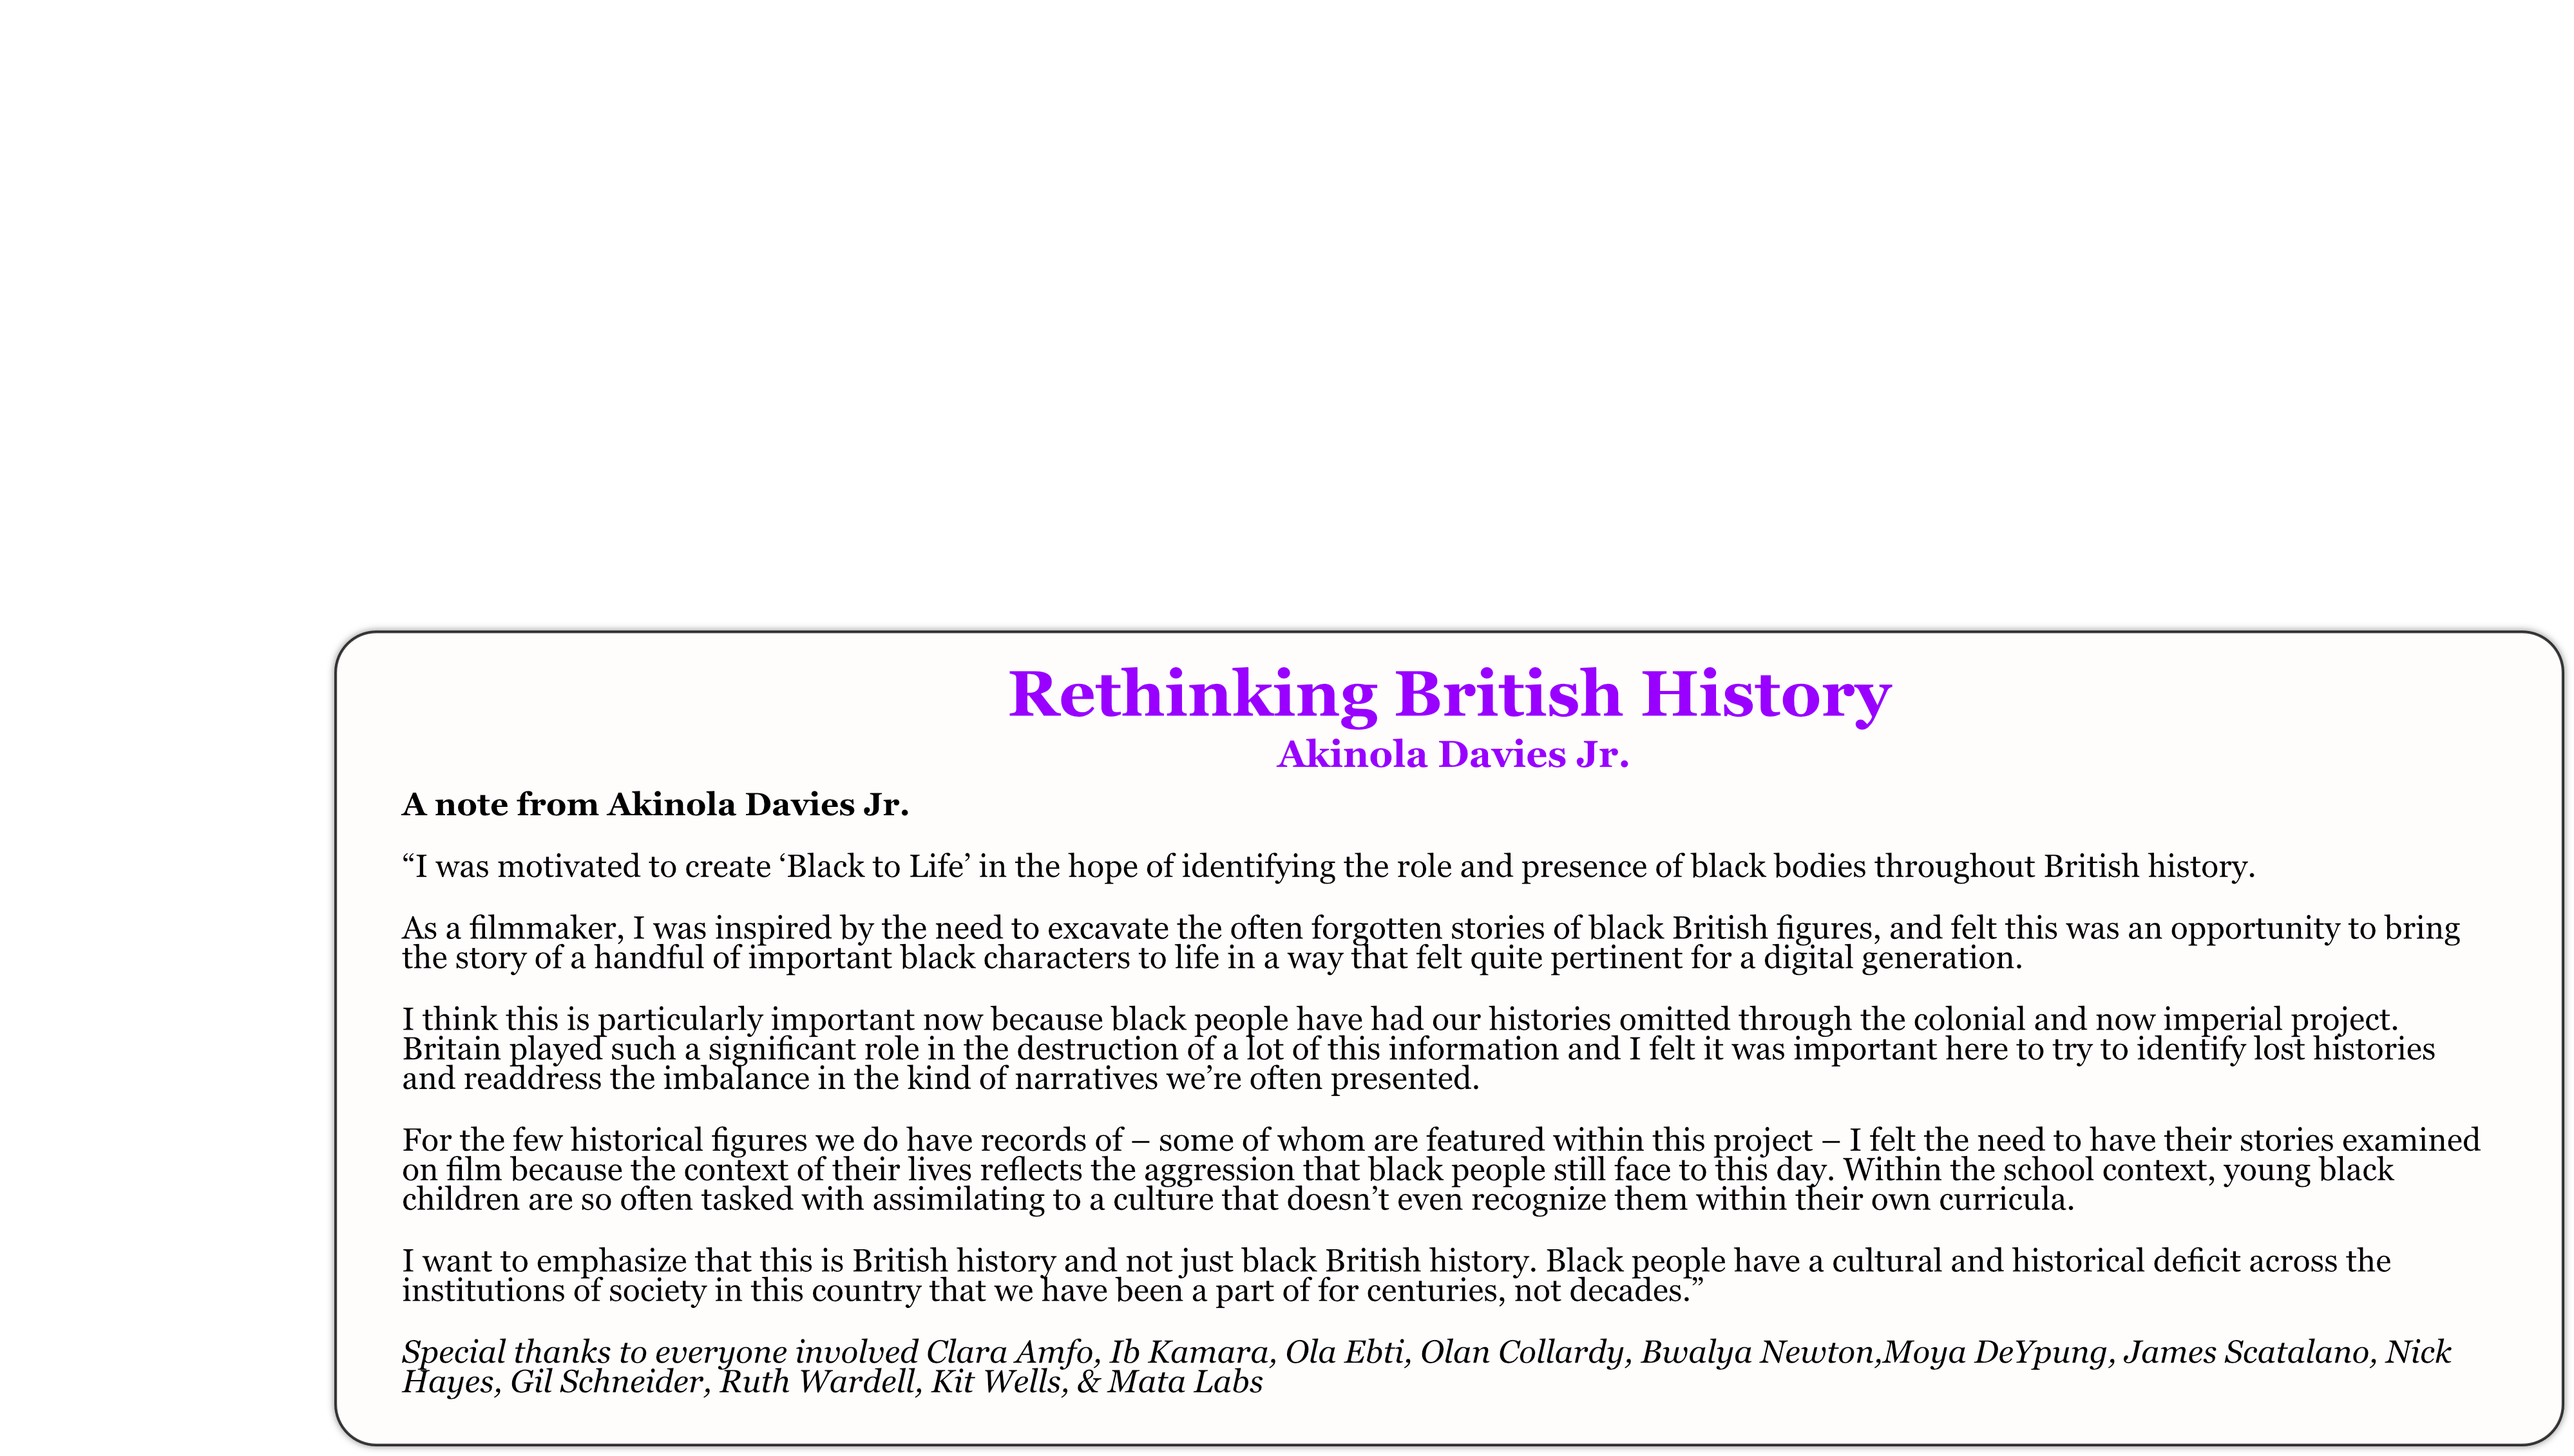 Rethinking British History
Akinola Davies Jr.
A note from Akinola Davies Jr.
“I was motivated to create ‘Black to Life’ in the hope of identifying the role and presence of black bodies throughout British history.
As a filmmaker, I was inspired by the need to excavate the often forgotten stories of black British figures, and felt this was an opportunity to bring
the story of a handful of important black characters to life in a way that felt quite pertinent for a digital generation.
I think this is particularly important now because black people have had our histories omitted through the colonial and now imperial project.
Britain played such a significant role in the destruction of a lot of this information and I felt it was important here to try to identify lost histories
and readdress the imbalance in the kind of narratives we’re often presented.
For the few historical figures we do have records of – some of whom are featured within this project – I felt the need to have their stories examined
on film because the context of their lives reflects the aggression that black people still face to this day. Within the school context, young black
children are so often tasked with assimilating to a culture that doesn’t even recognize them within their own curricula.
I want to emphasize that this is British history and not just black British history. Black people have a cultural and historical deficit across the
institutions of society in this country that we have been a part of for centuries, not decades.”
Special thanks to everyone involved Clara Amfo, Ib Kamara, Ola Ebti, Olan Collardy, Bwalya Newton,Moya DeYpung, James Scatalano, Nick
Hayes, Gil Schneider, Ruth Wardell, Kit Wells, & Mata Labs